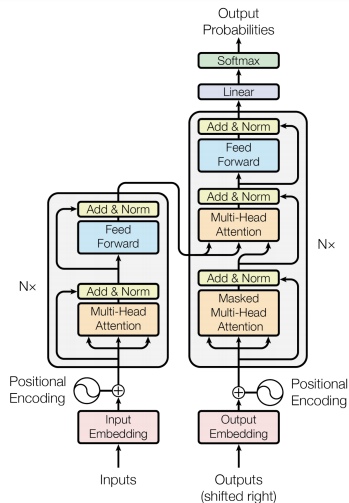 Output
Probabilities
Softmax
Linear
Add & Norm
Feed
Forward
Add & Norm
Multi-Head
Attention
Add & Norm
Masked
Multi-Head
Attention
N×
Add & Norm
Feed
Forward
Add & Norm
Multi-Head
Attention
N×
Positional
Encoding
Positional
Encoding
Input
Embedding
Output
Embedding
Inputs
Outputs
(shifted right)